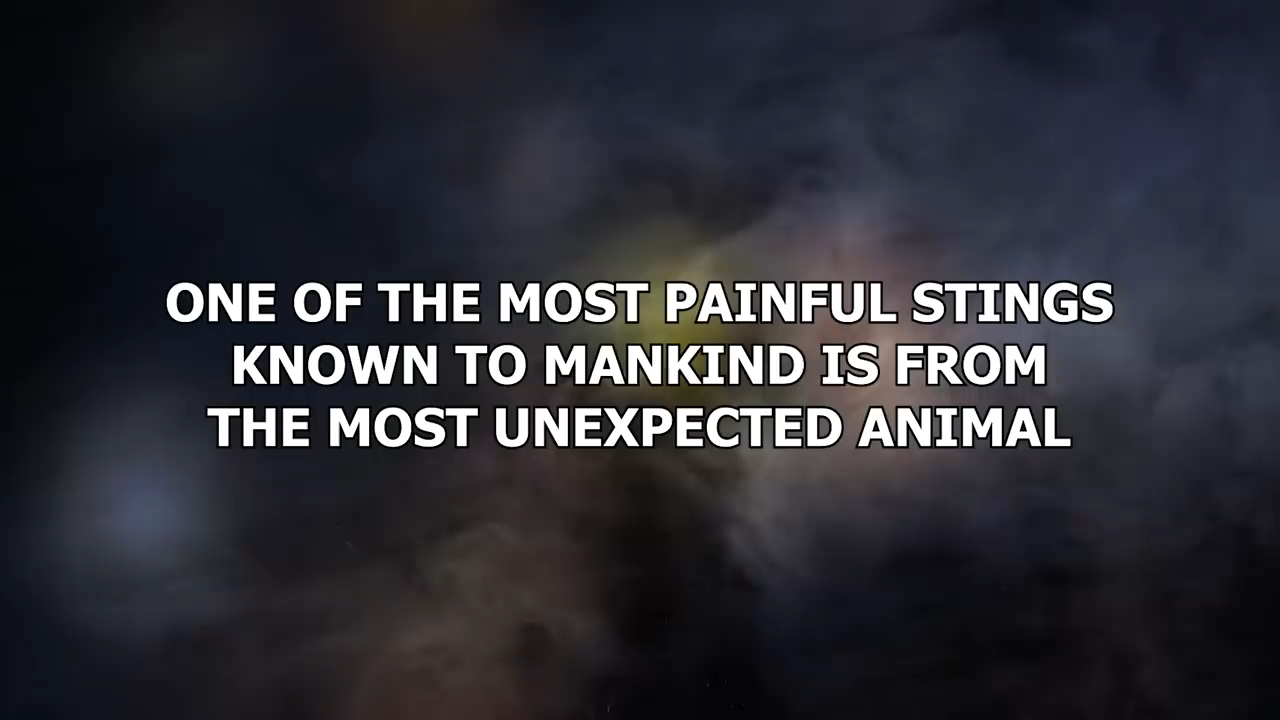 ONE OF THE MOST PAINFUL STINGS
KNOWN TO MANKIND IS FROM
THE MOST UNEXPECTED ANIMAL